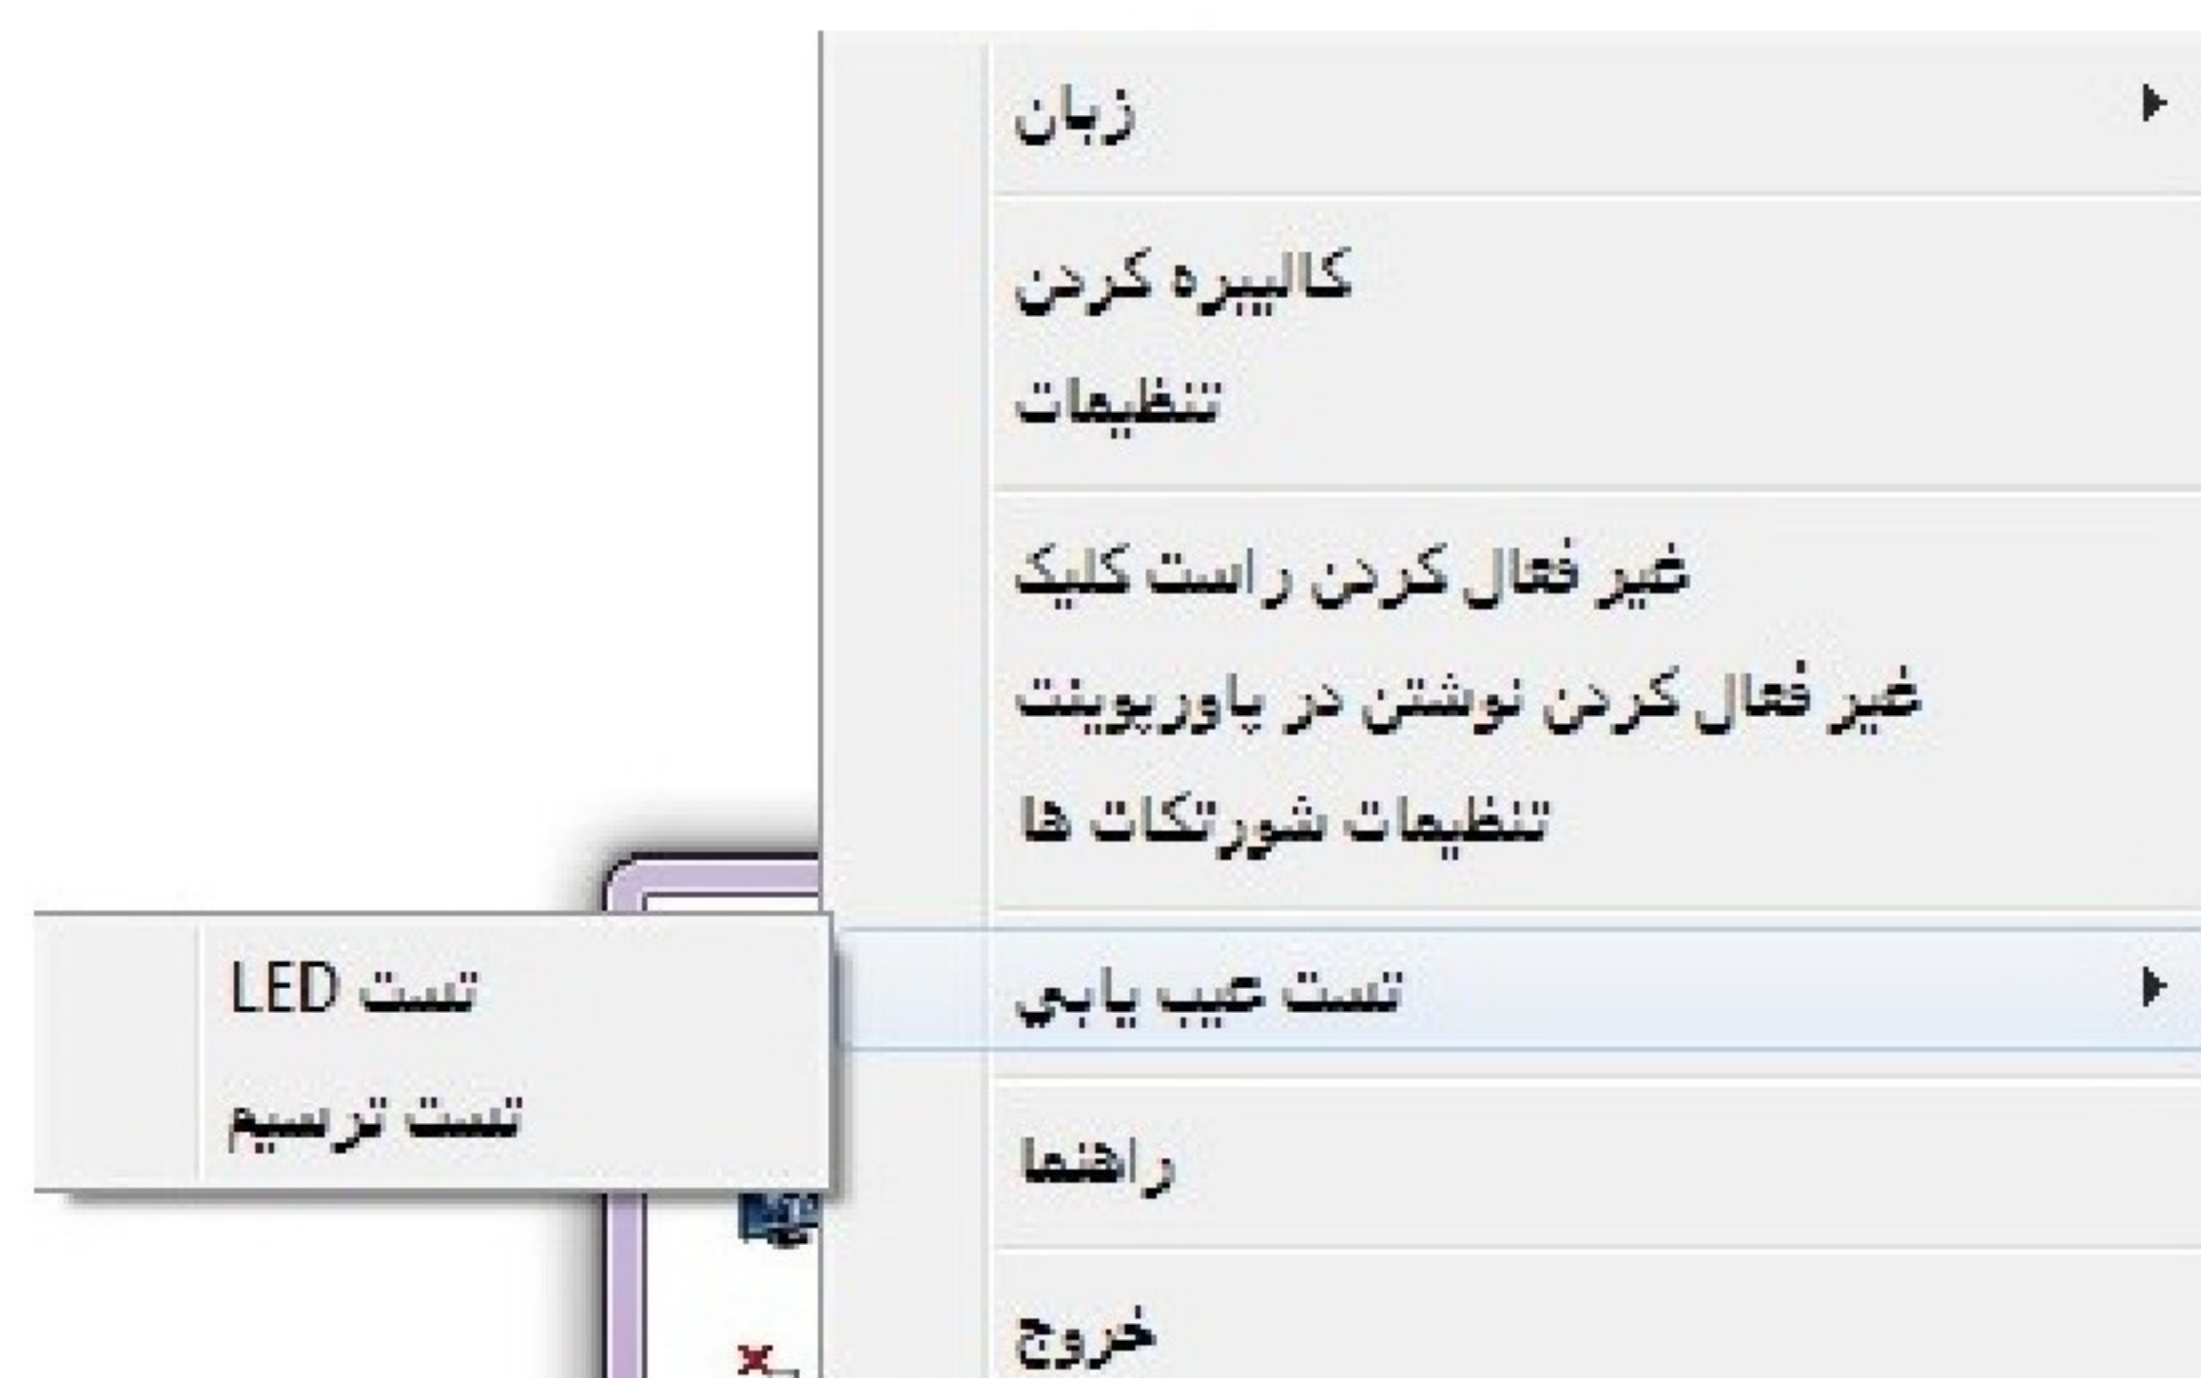 زبان
کالیبره کردن
تنظیمات
غیر فعال کردن راست کلیک
غیر فعال کردن نوشتن در پاورپوینت
تنظیمات شورتکات ها
تست عیب یابي
تست LED
تست ترسیم
راهنما
خروج